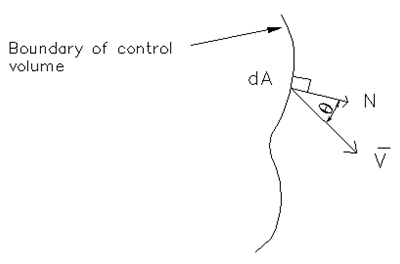 Boundary of control
volume
dA
N
θ
V̅